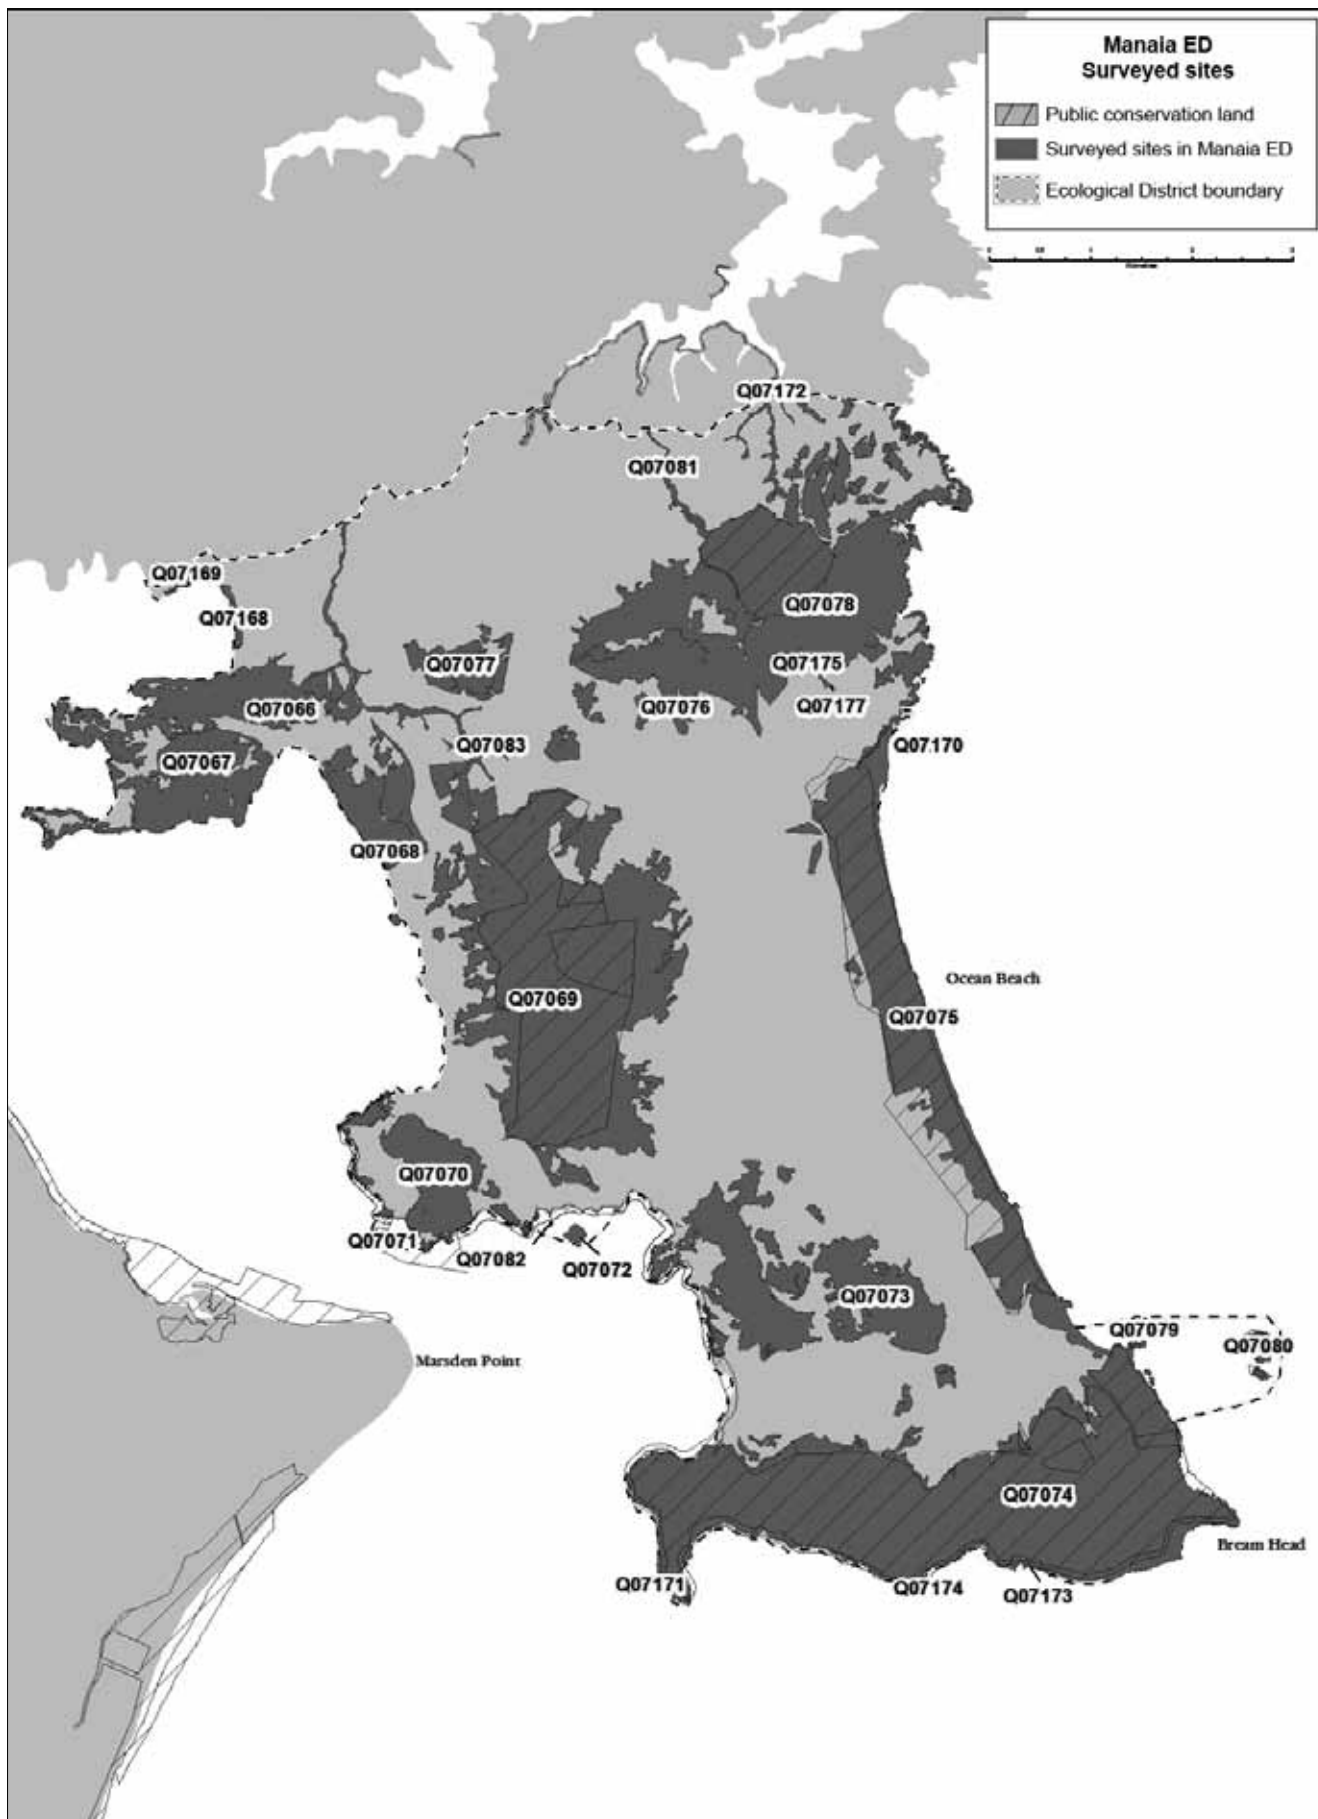 Manaia ED
Surveyed sites
Public conservation land
Surveyed sites in Manaia ED
Ecological District boundary
Q07172
Q07081
Q07169
Q07078
Q07168
Q07077
Q07175
Q07066
Q07076
Q07177
Q07083
Q07170
Q07067
Q07068
Ocean Beach
Q07069
Q07075
Q07070
Q07071
Q07082
Q07072
Q07073
Q07079
Q07080
Marsden Point
Q07074
Bream Head
Q07171
Q07174
Q07173